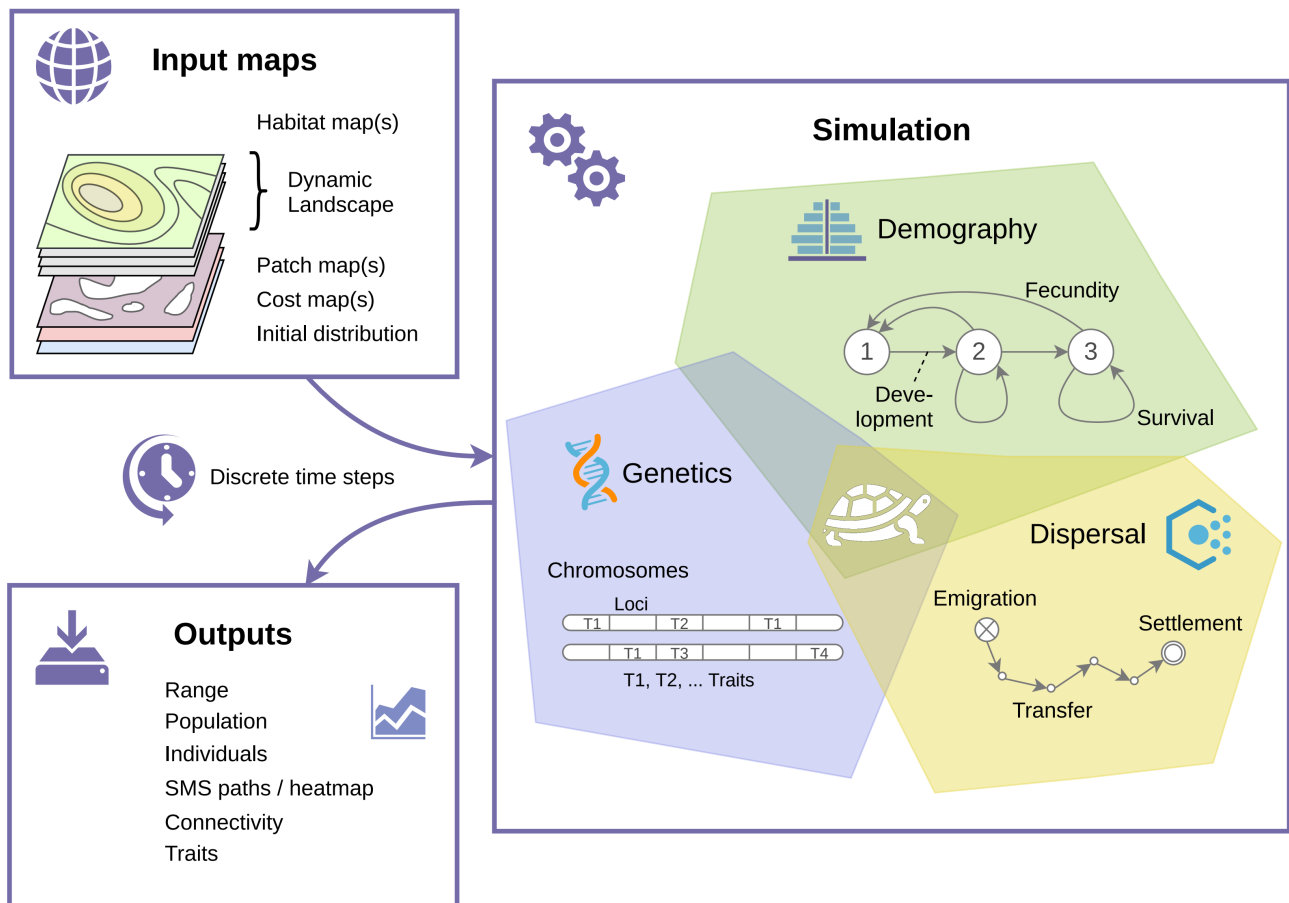 Input maps
Habitat map(s)
Dynamic
Landscape
Patch map(s)
Cost map(s)
Initial distribution
Discrete time steps
Outputs
Range
Population
Individuals
SMS paths / heatmap
Connectivity
Traits
Simulation
Demography
Fecundity
1 2 3
Deve-
lopment
Survival
Genetics
Chromosomes
Loci
T1 T2 T1
T1 T3 T4
T1, T2, ... Traits
Dispersal
Emigration
Settlement
Transfer